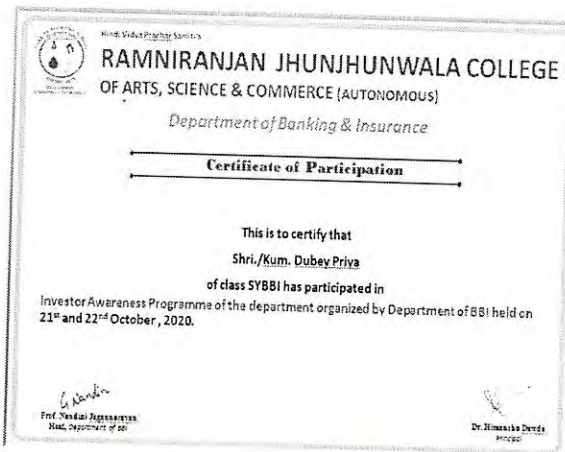 Hindi Vidya Prachar Samiti's
RAMNIRANJAN JHUNJHUNWALA COLLEGE
OF ARTS, SCIENCE & COMMERCE (AUTONOMOUS)
Department of Banking & Insurance
Certificate of Participation
This is to certify that
Shri./Kum. Dubey Priya
of class SYBBI has participated in
Investor Awareness Programme of the department organized by Department of BBI held on
21st and 22nd October, 2020.
Prof. Nandini Jagannarayan
Head, Department of BBI
Dr. Himanshu Dawda
Principal